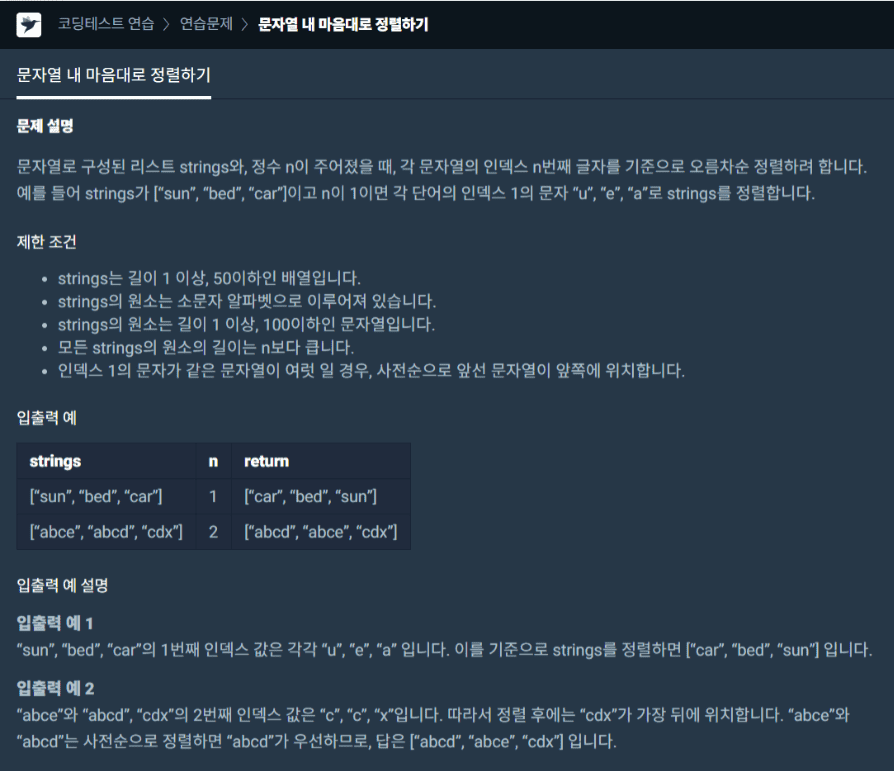 코딩테스트 연습 > 연습문제 > 문자열 내 마음대로 정렬하기
문자열 내 마음대로 정렬하기
문제 설명
문자열로 구성된 리스트 strings와, 정수 n이 주어졌을 때, 각 문자열의 인덱스 n번째 글자를 기준으로 오름차순 정렬하려 합니다.
예를 들어 strings가 [“sun”, “bed”, “car”]이고 n이 1이면 각 단어의 인덱스 1의 문자 “u”, “e”, “a”로 strings를 정렬합니다.
제한 조건
• strings는 길이 1 이상, 50이하인 배열입니다.
• strings의 원소는 소문자 알파벳으로 이루어져 있습니다.
• strings의 원소는 길이 1 이상, 100이하인 문자열입니다.
• 모든 strings의 원소의 길이는 n보다 큽니다.
• 인덱스 1의 문자가 같은 문자열이 여럿 일 경우, 사전순으로 앞선 문자열이 앞쪽에 위치합니다.
입출력 예
strings n return
[“sun”, “bed”, “car”] 1 [“car”, “bed”, “sun”]
[“abce”, “abcd”, “cdx”] 2 [“abcd”, “abce”, “cdx”]
입출력 예 설명
입출력 예 1
“sun”, “bed”, “car”의 1번째 인덱스 값은 각각 “u”, “e”, “a” 입니다. 이를 기준으로 strings를 정렬하면 [“car”, “bed”, “sun”] 입니다.
입출력 예 2
“abce”와 “abcd”, “cdx”의 2번째 인덱스 값은 “c”, “c”, “x”입니다. 따라서 정렬 후에는 “cdx”가 가장 뒤에 위치합니다. “abce”와
“abcd”는 사전순으로 정렬하면 “abcd”가 우선하므로, 답은 [“abcd”, “abce”, “cdx”] 입니다.